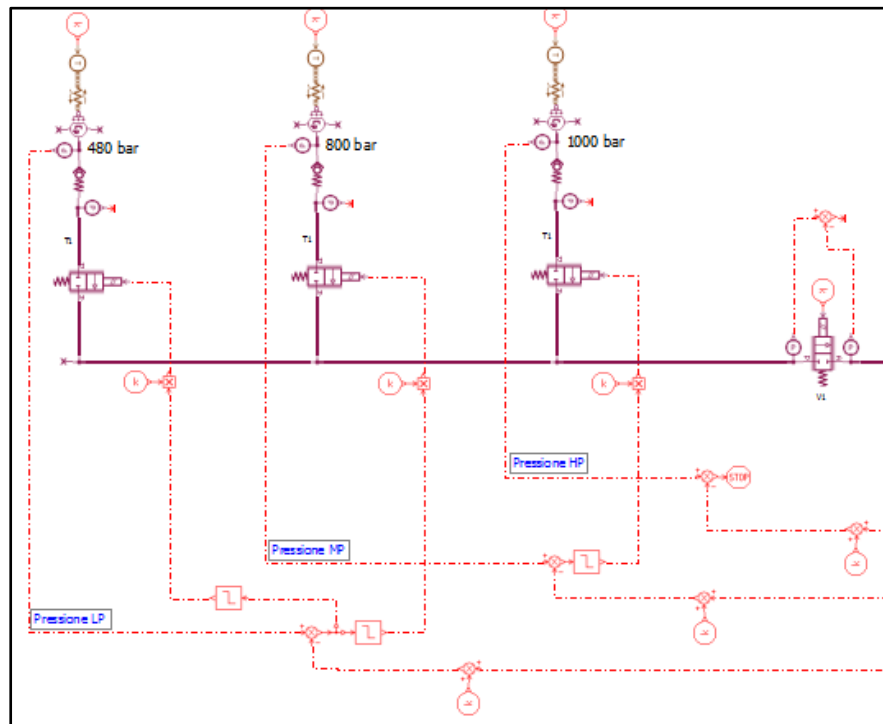 480 bar
800 bar
1000 bar
T1
T1
T1
V1
k
k
k
Pressione HP
STOP
Pressione MP
Pressione LP